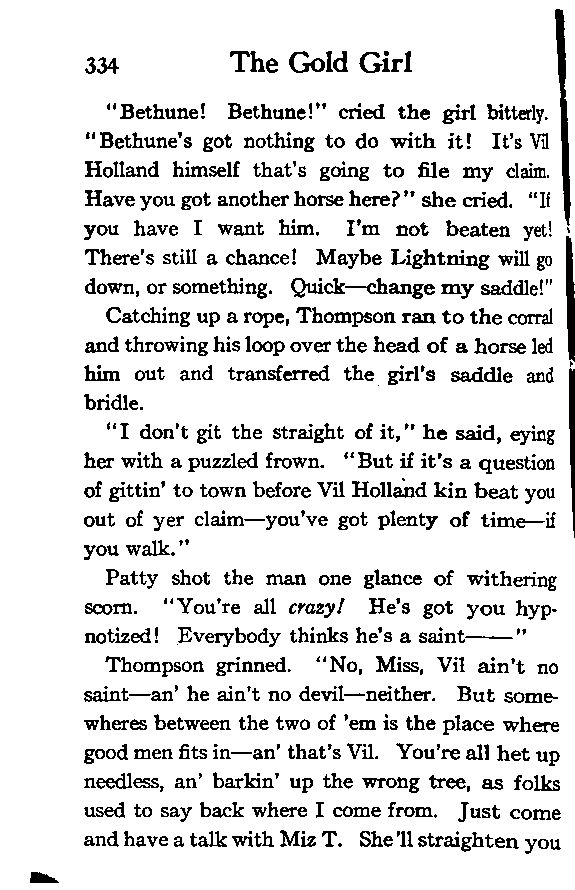 334 The Gold Girl
"Bethune! Bethune!" cried the girl bitterly.
"Bethune's got nothing to do with it! It's Vil
Holland himself that's going to file my claim.
Have you got another horse here?" she cried. "If
you have I want him. I'm not beaten yet!
There's still a chance! Maybe Lightning will go
down, or something. Quick—change my saddle!"
Catching up a rope, Thompson ran to the corral
and throwing his loop over the head of a horse led
him out and transferred the girl's saddle and
bridle.
"I don't git the straight of it," he said, eying
her with a puzzled frown. "But if it's a question
of gittin' to town before Vil Holland kin beat you
out of yer claim—you've got plenty of time—if
you walk."
Patty shot the man one glance of withering
scorn. "You're all crazy! He's got you hyp-
notized! Everybody thinks he's a saint——"
Thompson grinned. "No, Miss, Vil ain't no
saint—an' he ain't no devil—neither. But some-
wheres between the two of 'em is the place where
good men fits in—an' that's Vil. You're all het up
needless, an' barkin' up the wrong tree, as folks
used to say back where I come from. Just come
and have a talk with Miz T. She'll straighten you